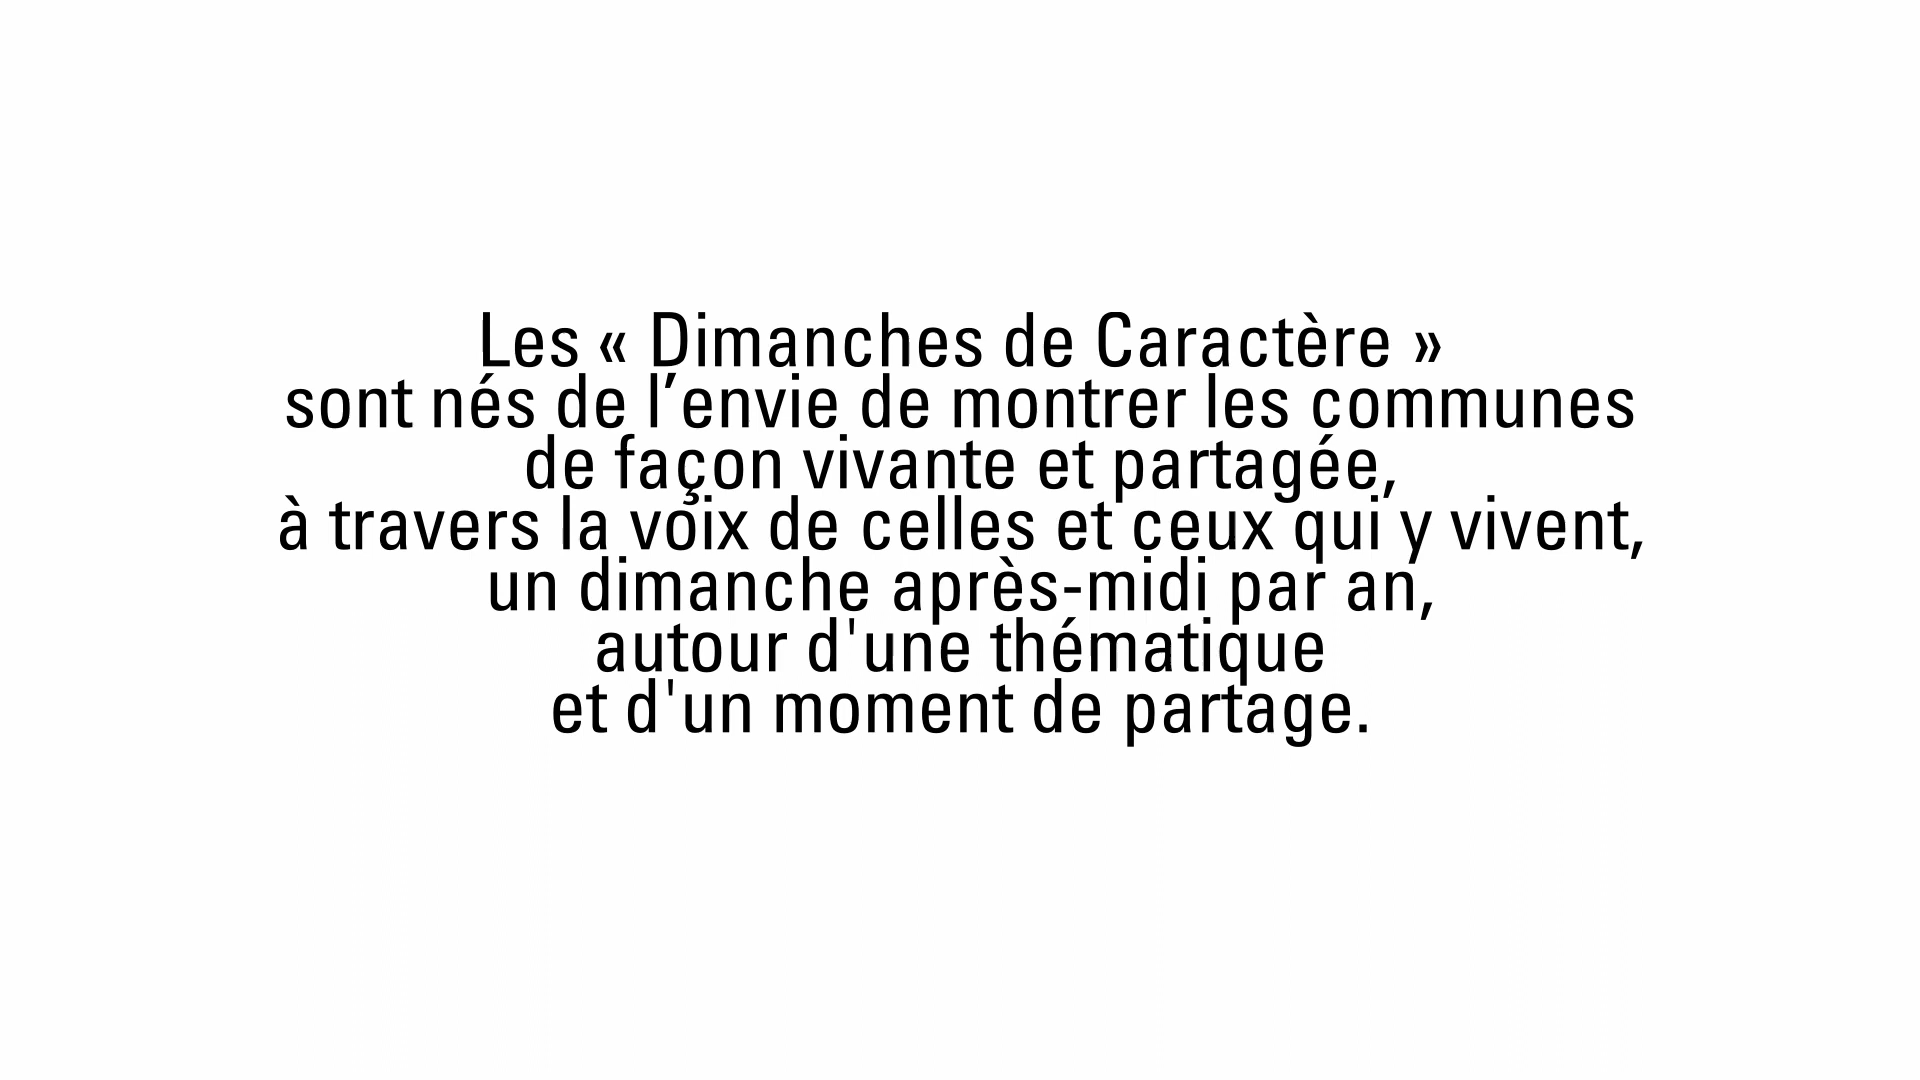 Les « Dimanches de Caractère »
sont nés de l’envie de montrer les communes
de façon vivante et partagée,
à travers la voix de celles et ceux qui y vivent,
un dimanche après-midi par an,
autour d'une thématique
et d'un moment de partage.